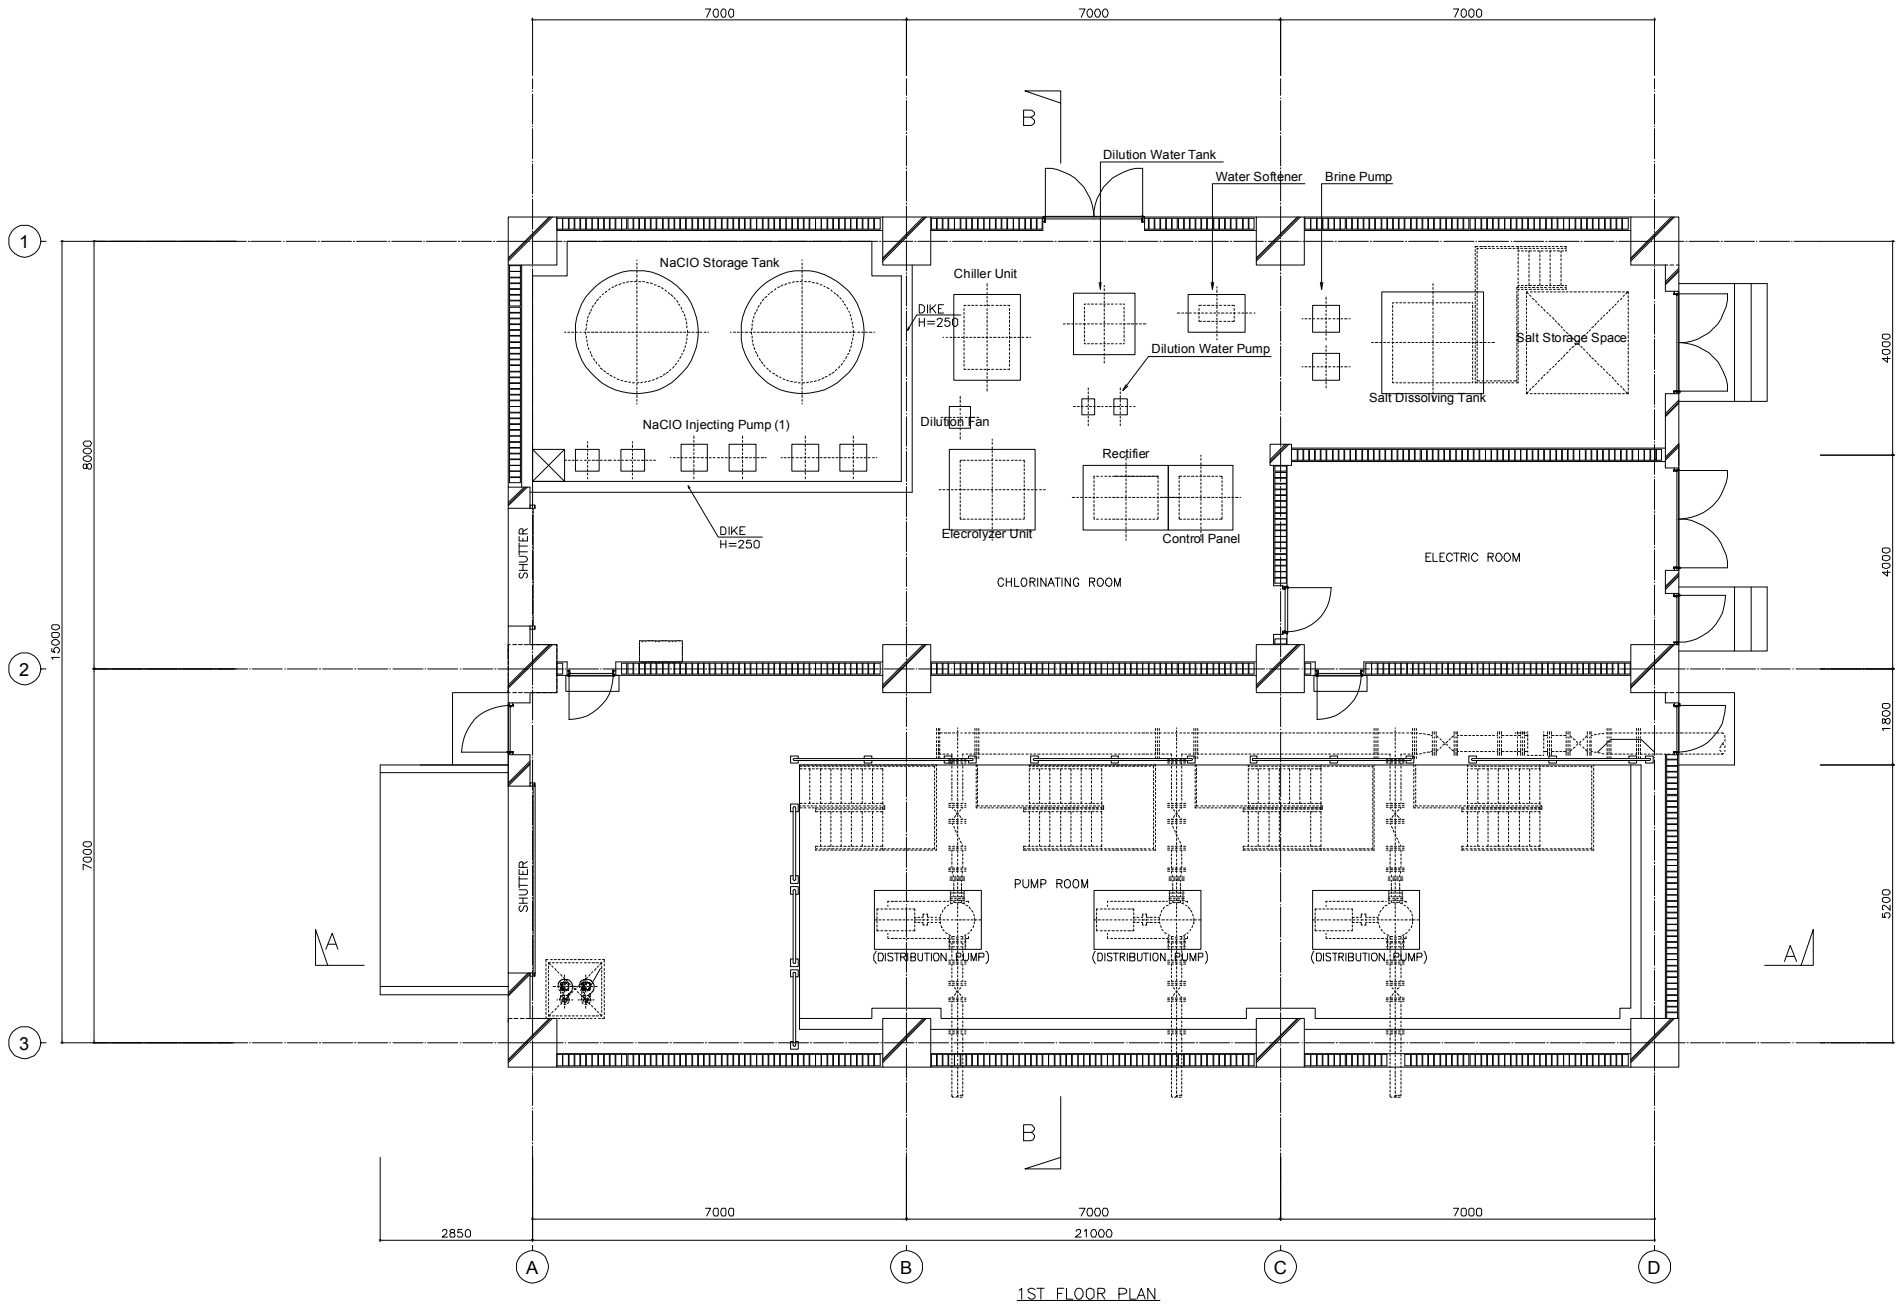 7000
7000
7000
B
Dilution Water Tank
Water Softener
Brine Pump
1
NaClO Storage Tank
Chiller Unit
DIKE
H=250
Dilution Water Pump
Salt Storage Space
4000
Salt Dissolving Tank
NaClO Injecting Pump (1)
Dilution Fan
8000
Rectifier
DIKE
H=250
Elecrolyzer Unit
Control Panel
SHUTTER
CHLORINATING ROOM
ELECTRIC ROOM
4000
15000
2
1800
7000
SHUTTER
PUMP ROOM
5200
A
(DISTRIBUTION PUMP)
(DISTRIBUTION PUMP)
(DISTRIBUTION PUMP)
A
3
B
7000
7000
7000
2850
21000
A
B
C
D
1ST FLOOR PLAN